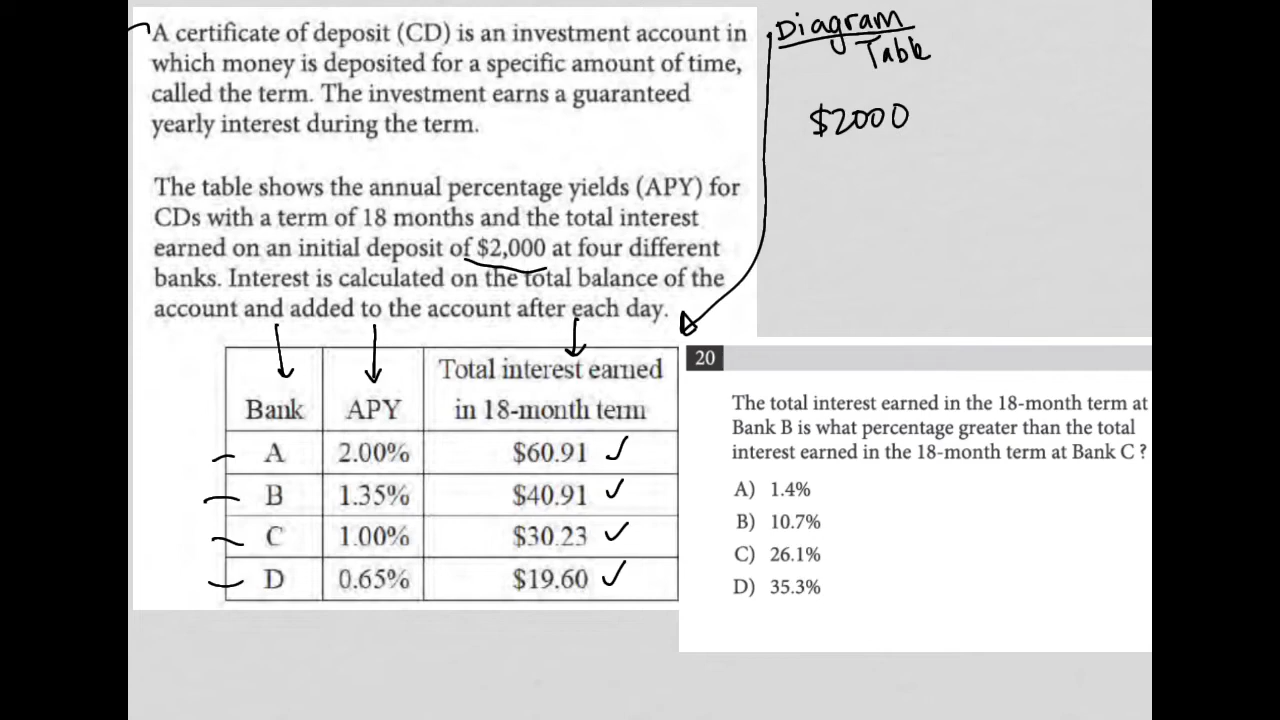 A certificate of deposit (CD) is an investment account in
which money is deposited for a specific amount of time,
called the term. The investment earns a guaranteed
yearly interest during the term.
The table shows the annual percentage yields (APY) for
CDs with a term of 18 months and the total interest
earned on an initial deposit of $2,000 at four different
banks. Interest is calculated on the total balance of the
account and added to the account after each day.
Diagram
Table
$2000
Total interest earned
Bank APY in 18-month term
A 2.00% $60.91
B 1.35% $40.91
C 1.00% $30.23
D 0.65% $19.60
20
The total interest earned in the 18-month term at
Bank B is what percentage greater than the total
interest earned in the 18-month term at Bank C ?
A) 1.4%
B) 10.7%
C) 26.1%
D) 35.3%